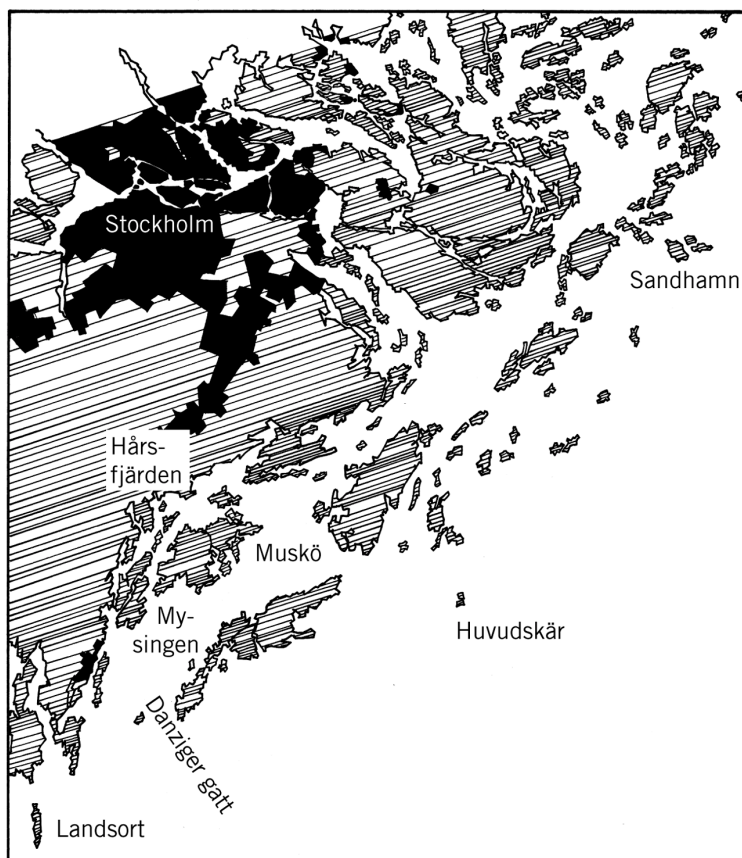 Stockholm
Sandhamn
Hårs-
fjärden
Muskö
My-
singen
Huvudskär
Danziger gatt
Landsort